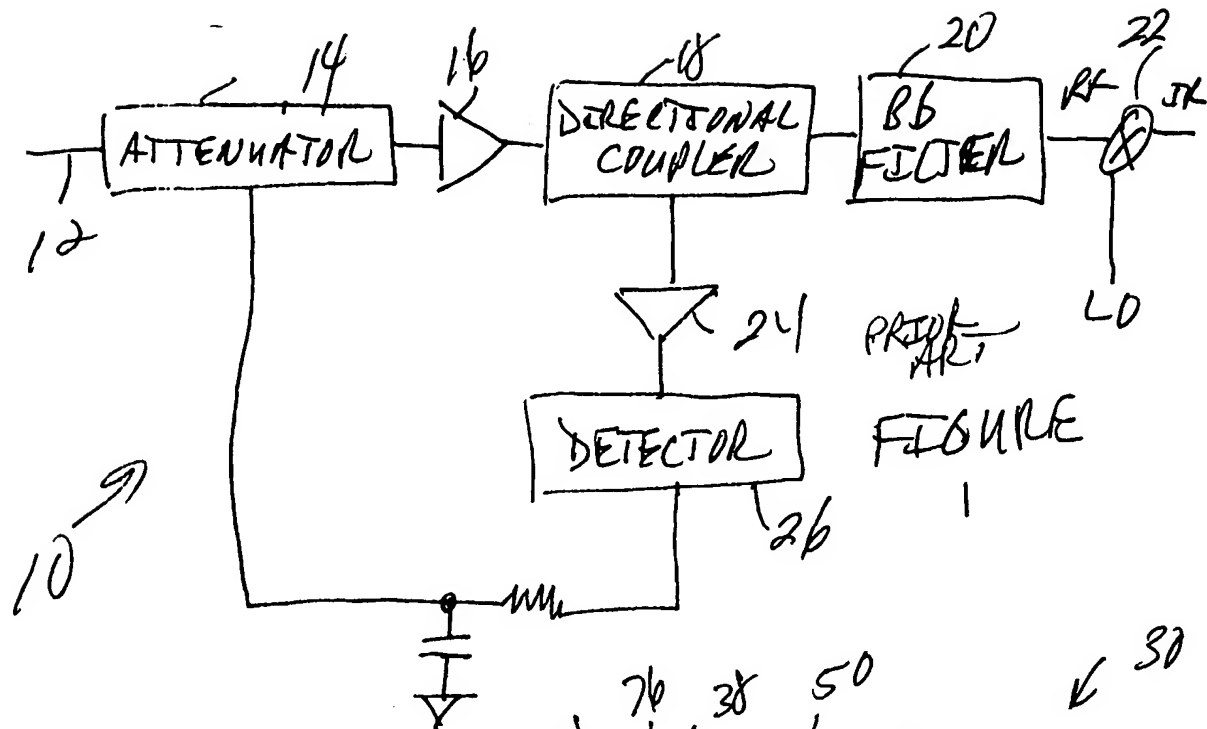 14
16
18
20
22
ATTENUATOR
DIRECTIONAL
COUPLER
BB
FILTER
RF
IF
12
24
LO
PRIOR
ART
DETECTOR
FIGURE
1
26
10
76
38
50
30